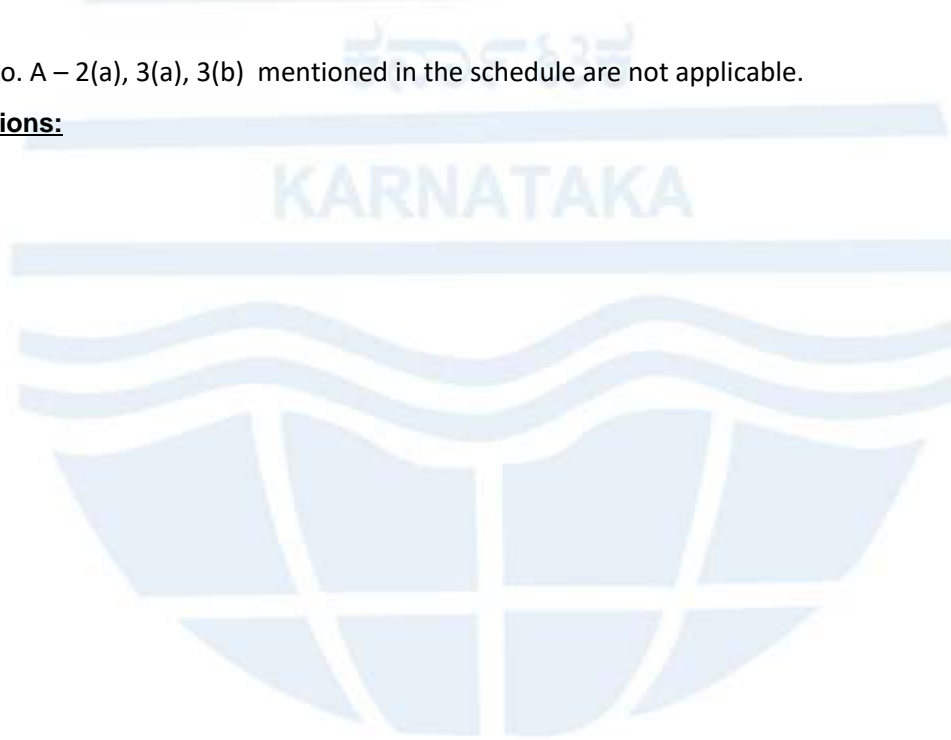 ಕರ್ನಾಟಕ
o. A – 2(a), 3(a), 3(b) mentioned in the schedule are not applicable.
ions:
KARNATAKA